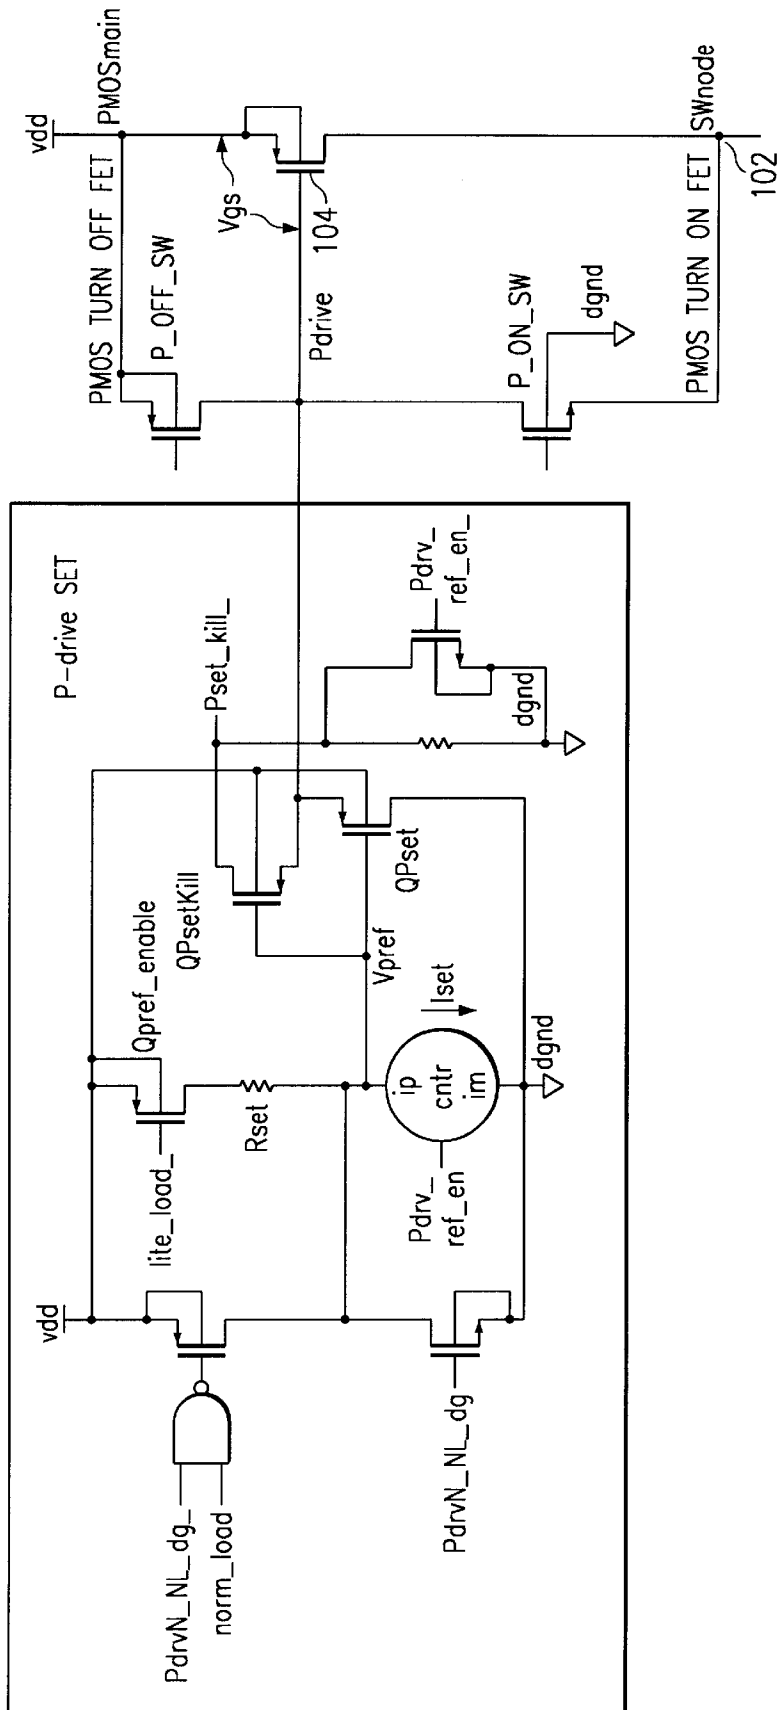 vdd
PMOSmain
PMOS TURN OFF FET
P_OFF_SW
Vgs
104
Pdrive
P_ON_SW
dgnd
PMOS TURN ON FET
SWnode
102
P-drive SET
Pset_kill_
Pdrv_
ref_en_
dgnd
Qpref_enable
QPsetKill
QPset
Vpref
lite_load_
Rset
Iset
ip
cntr
im
Pdrv_
ref_en
dgnd
vdd
PdrvN_NL_dg_
norm_load
PdrvN_NL_dg